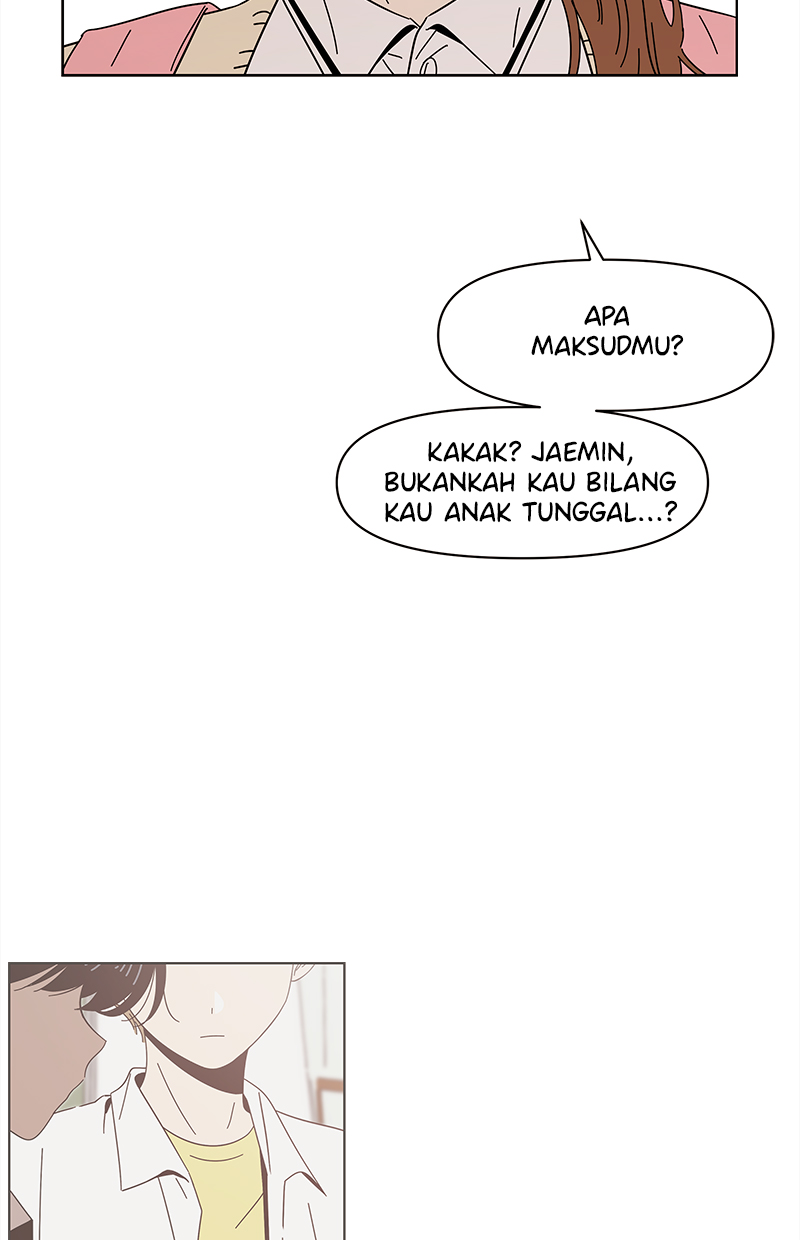 APA
MAKSUDMU?
KAKAK? JAEMIN,
BUKANKAH KAU BILANG
KAU ANAK TUNGGAL...?